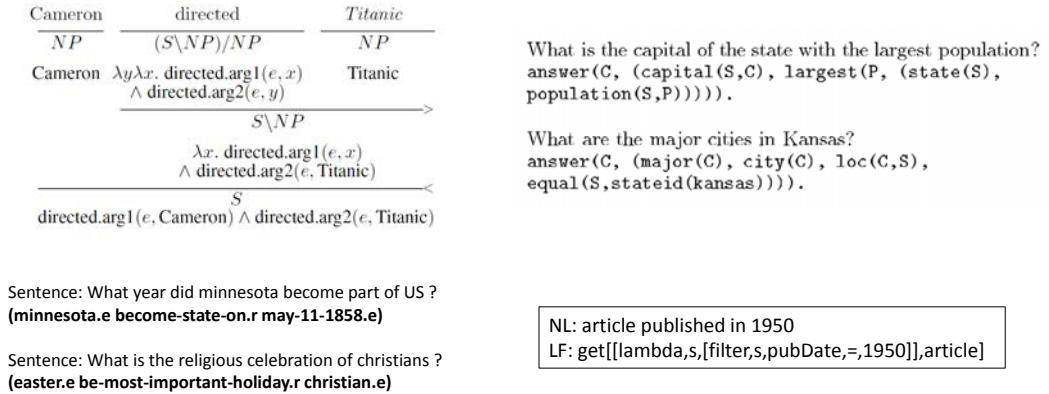 Cameron directed Titanic
NP (S\NP)/NP NP
Cameron λyλx. directed.arg1(e, x) Titanic
∧ directed.arg2(e, y)
>
S\NP
λx. directed.arg1(e, x)
∧ directed.arg2(e, Titanic)
<
S
directed.arg1(e, Cameron) ∧ directed.arg2(e, Titanic)
What is the capital of the state with the largest population?
answer(C, (capital(S,C), largest(P, (state(S),
population(S,P))))).
What are the major cities in Kansas?
answer(C, (major(C), city(C), loc(C,S),
equal(S,stateid(kansas)))).
Sentence: What year did minnesota become part of US ?
(minnesota.e become-state-on.r may-11-1858.e)
Sentence: What is the religious celebration of christians ?
(easter.e be-most-important-holiday.r christian.e)
NL: article published in 1950
LF: get[[lambda,s,[filter,s,pubDate,=,1950]],article]